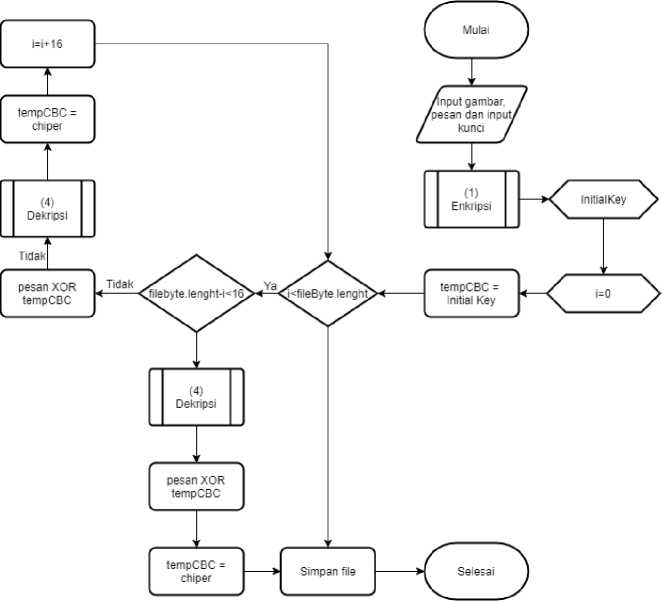 Mulai
Input gambar,
pesan dan input
kunci
(1)
Enkripsi
InitialKey
i=0
tempCBC =
Initial Key
i<fileByte.lenght
Ya
filebyte.lenght-i<16
Tidak
pesan XOR
tempCBC
Tidak
(4)
Dekripsi
tempCBC =
chiper
i=i+16
(4)
Dekripsi
pesan XOR
tempCBC
tempCBC =
chiper
Simpan file
Selesai